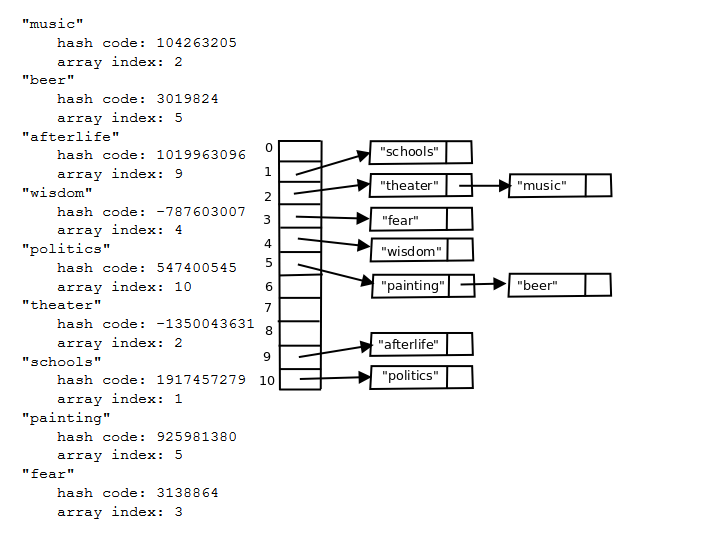 "music"
hash code: 104263205
array index: 2
"beer"
hash code: 3019824
array index: 5
"afterlife"
hash code: 1019963096
array index: 9
"wisdom"
hash code: -787603007
array index: 4
"politics"
hash code: 547400545
array index: 10
"theater"
hash code: -1350043631
array index: 2
"schools"
hash code: 1917457279
array index: 1
"painting"
hash code: 925981380
array index: 5
"fear"
hash code: 3138864
array index: 3
0
"schools"
1
"theater" "music"
2
3 "fear"
4 "wisdom"
5
6 "painting" "beer"
7
8
9 "afterlife"
10 "politics"